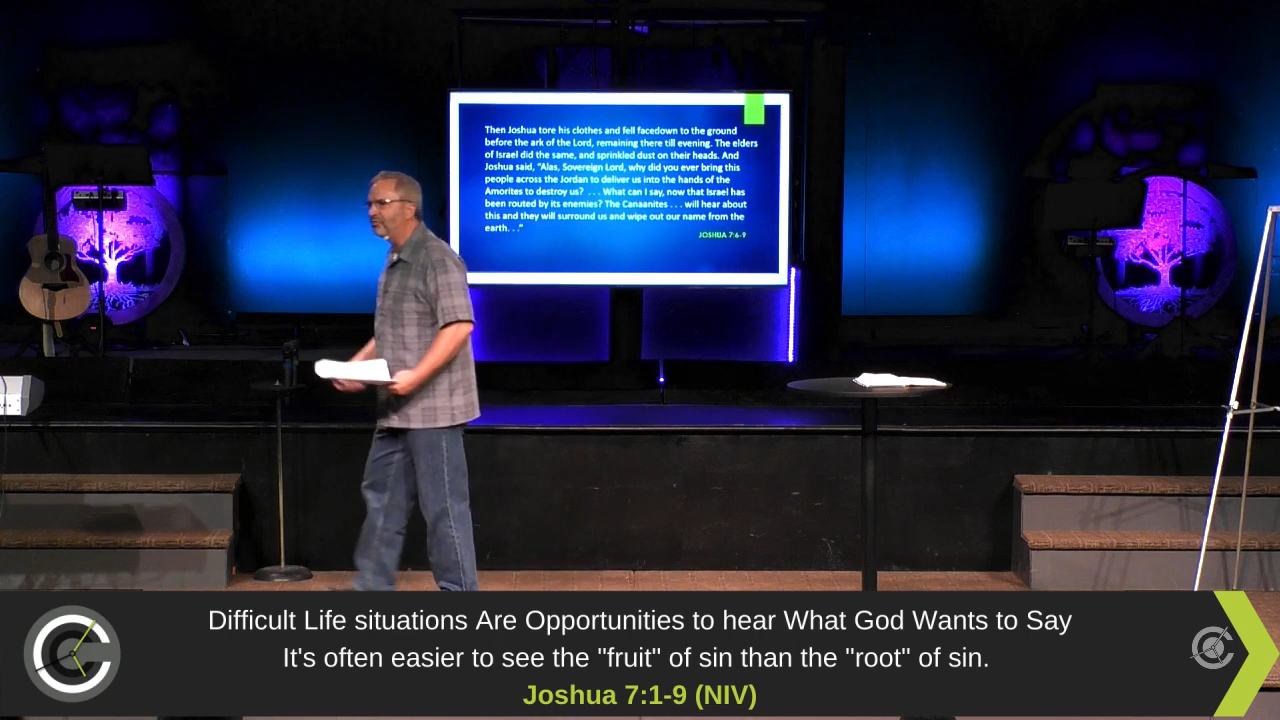 Then Joshua tore his clothes and fell facedown to the ground
before the ark of the Lord, remaining there till evening. The elders
of Israel did the same, and sprinkled dust on their heads. And
Joshua said, "Alas, Sovereign Lord, why did you ever bring this
people across the Jordan to deliver us into the hands of the
Amorites to destroy us? . . . What can I say, now that Israel has
been routed by its enemies? The Canaanites . . . will hear about
this and they will surround us and wipe out our name from the
earth. . ."
JOSHUA 7:6-9
Difficult Life situations Are Opportunities to hear What God Wants to Say
It's often easier to see the "fruit" of sin than the "root" of sin.
Joshua 7:1-9 (NIV)